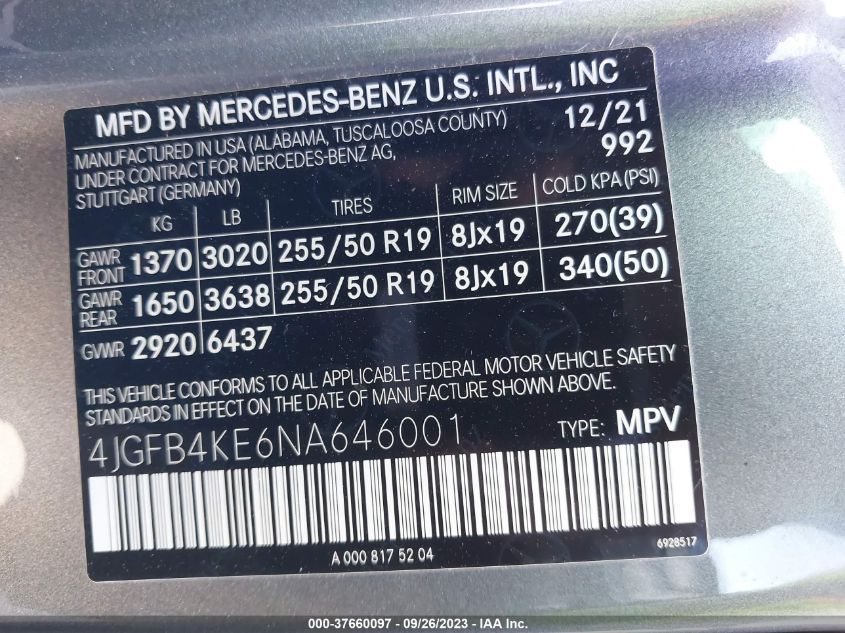 MFD BY MERCEDES-BENZ U.S. INTL., INC
MANUFACTURED IN USA (ALABAMA, TUSCALOOSA COUNTY) 12/21
UNDER CONTRACT FOR MERCEDES-BENZ AG, 992
STUTTGART (GERMANY)
KG LB TIRES RIM SIZE COLD KPA (PSI)
GAWR FRONT 1370 3020 255/50 R19 8Jx19 270(39)
GAWR REAR 1650 3638 255/50 R19 8Jx19 340(50)
GVWR 2920 6437
THIS VEHICLE CONFORMS TO ALL APPLICABLE FEDERAL MOTOR VEHICLE SAFETY
STANDARDS IN EFFECT ON THE DATE OF MANUFACTURE SHOWN ABOVE.
4JGFB4KE6NA646001 TYPE: MPV
A 000 817 52 04
6928517
000-37660097 - 09/26/2023 - IAA Inc.